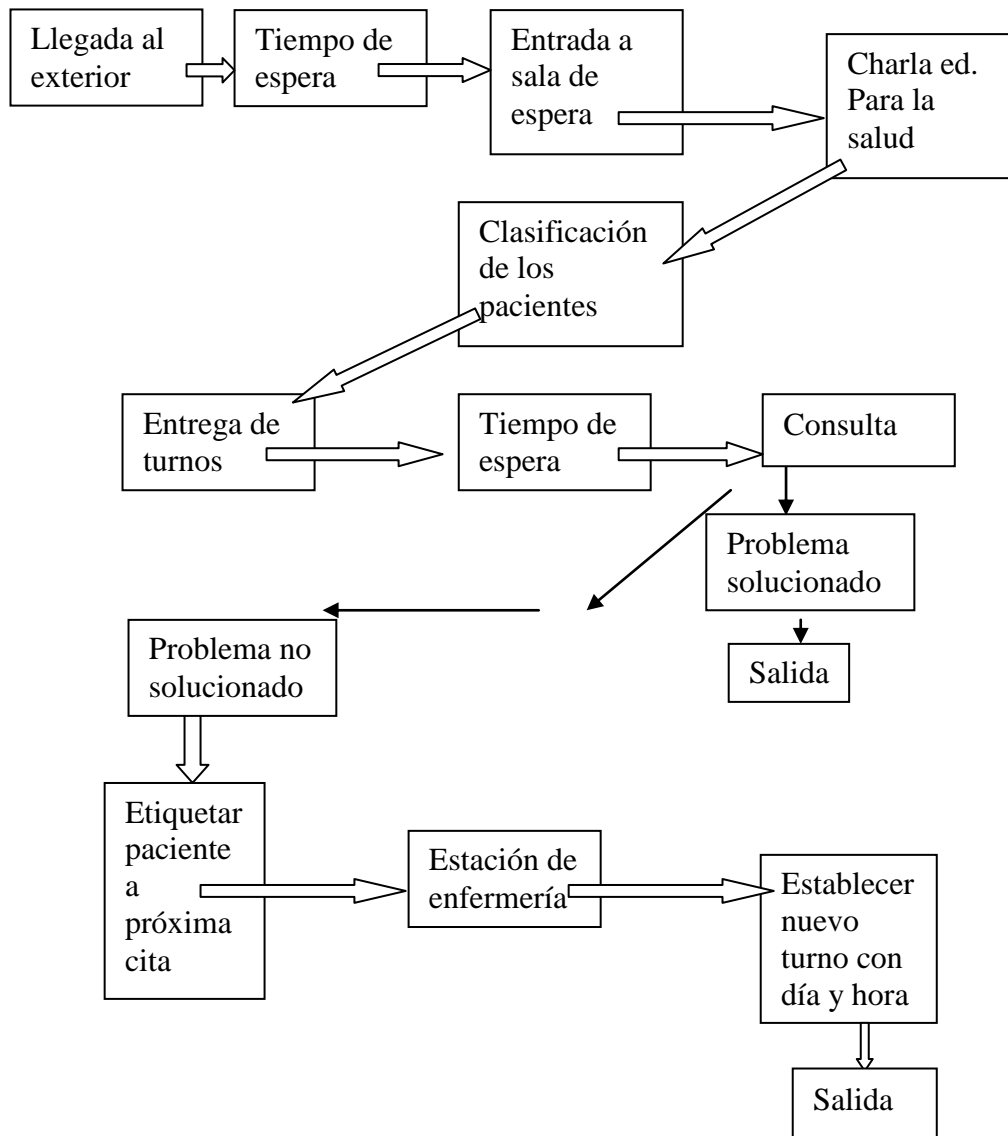 Llegada al
exterior
Tiempo de
espera
Entrada a
sala de
espera
Charla ed.
Para la
salud
Clasificación
de los
pacientes
Entrega de
turnos
Tiempo de
espera
Consulta
Problema
solucionado
Salida
Problema no
solucionado
Etiquetar
paciente
a
próxima
cita
Estación de
enfermería
Establecer
nuevo
turno con
día y hora
Salida